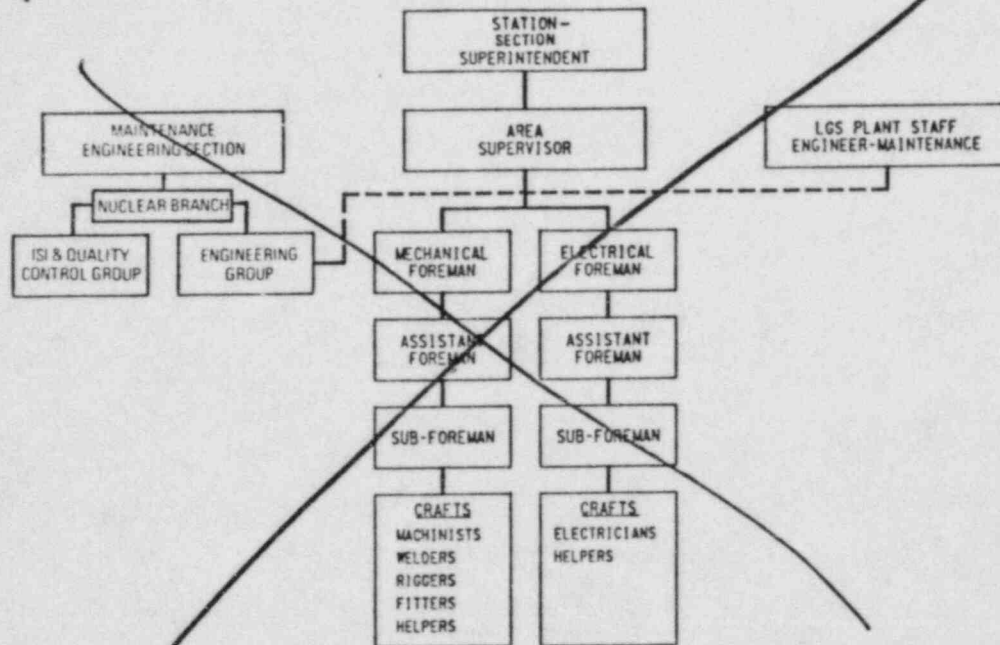 STATION-
SECTION
SUPERINTENDENT
MAINTENANCE
ENGINEERING SECTION
AREA
SUPERVISOR
LGS PLANT STAFF
ENGINEER-MAINTENANCE
NUCLEAR BRANCH
ISI & QUALITY
CONTROL GROUP
ENGINEERING
GROUP
MECHANICAL
FOREMAN
ELECTRICAL
FOREMAN
ASSISTANT
FOREMAN
ASSISTANT
FOREMAN
SUB-FOREMAN
SUB-FOREMAN
CRAFTS
MACHINISTS
WELDERS
RIGGERS
FITTERS
HELPERS
CRAFTS
ELECTRICIANS
HELPERS